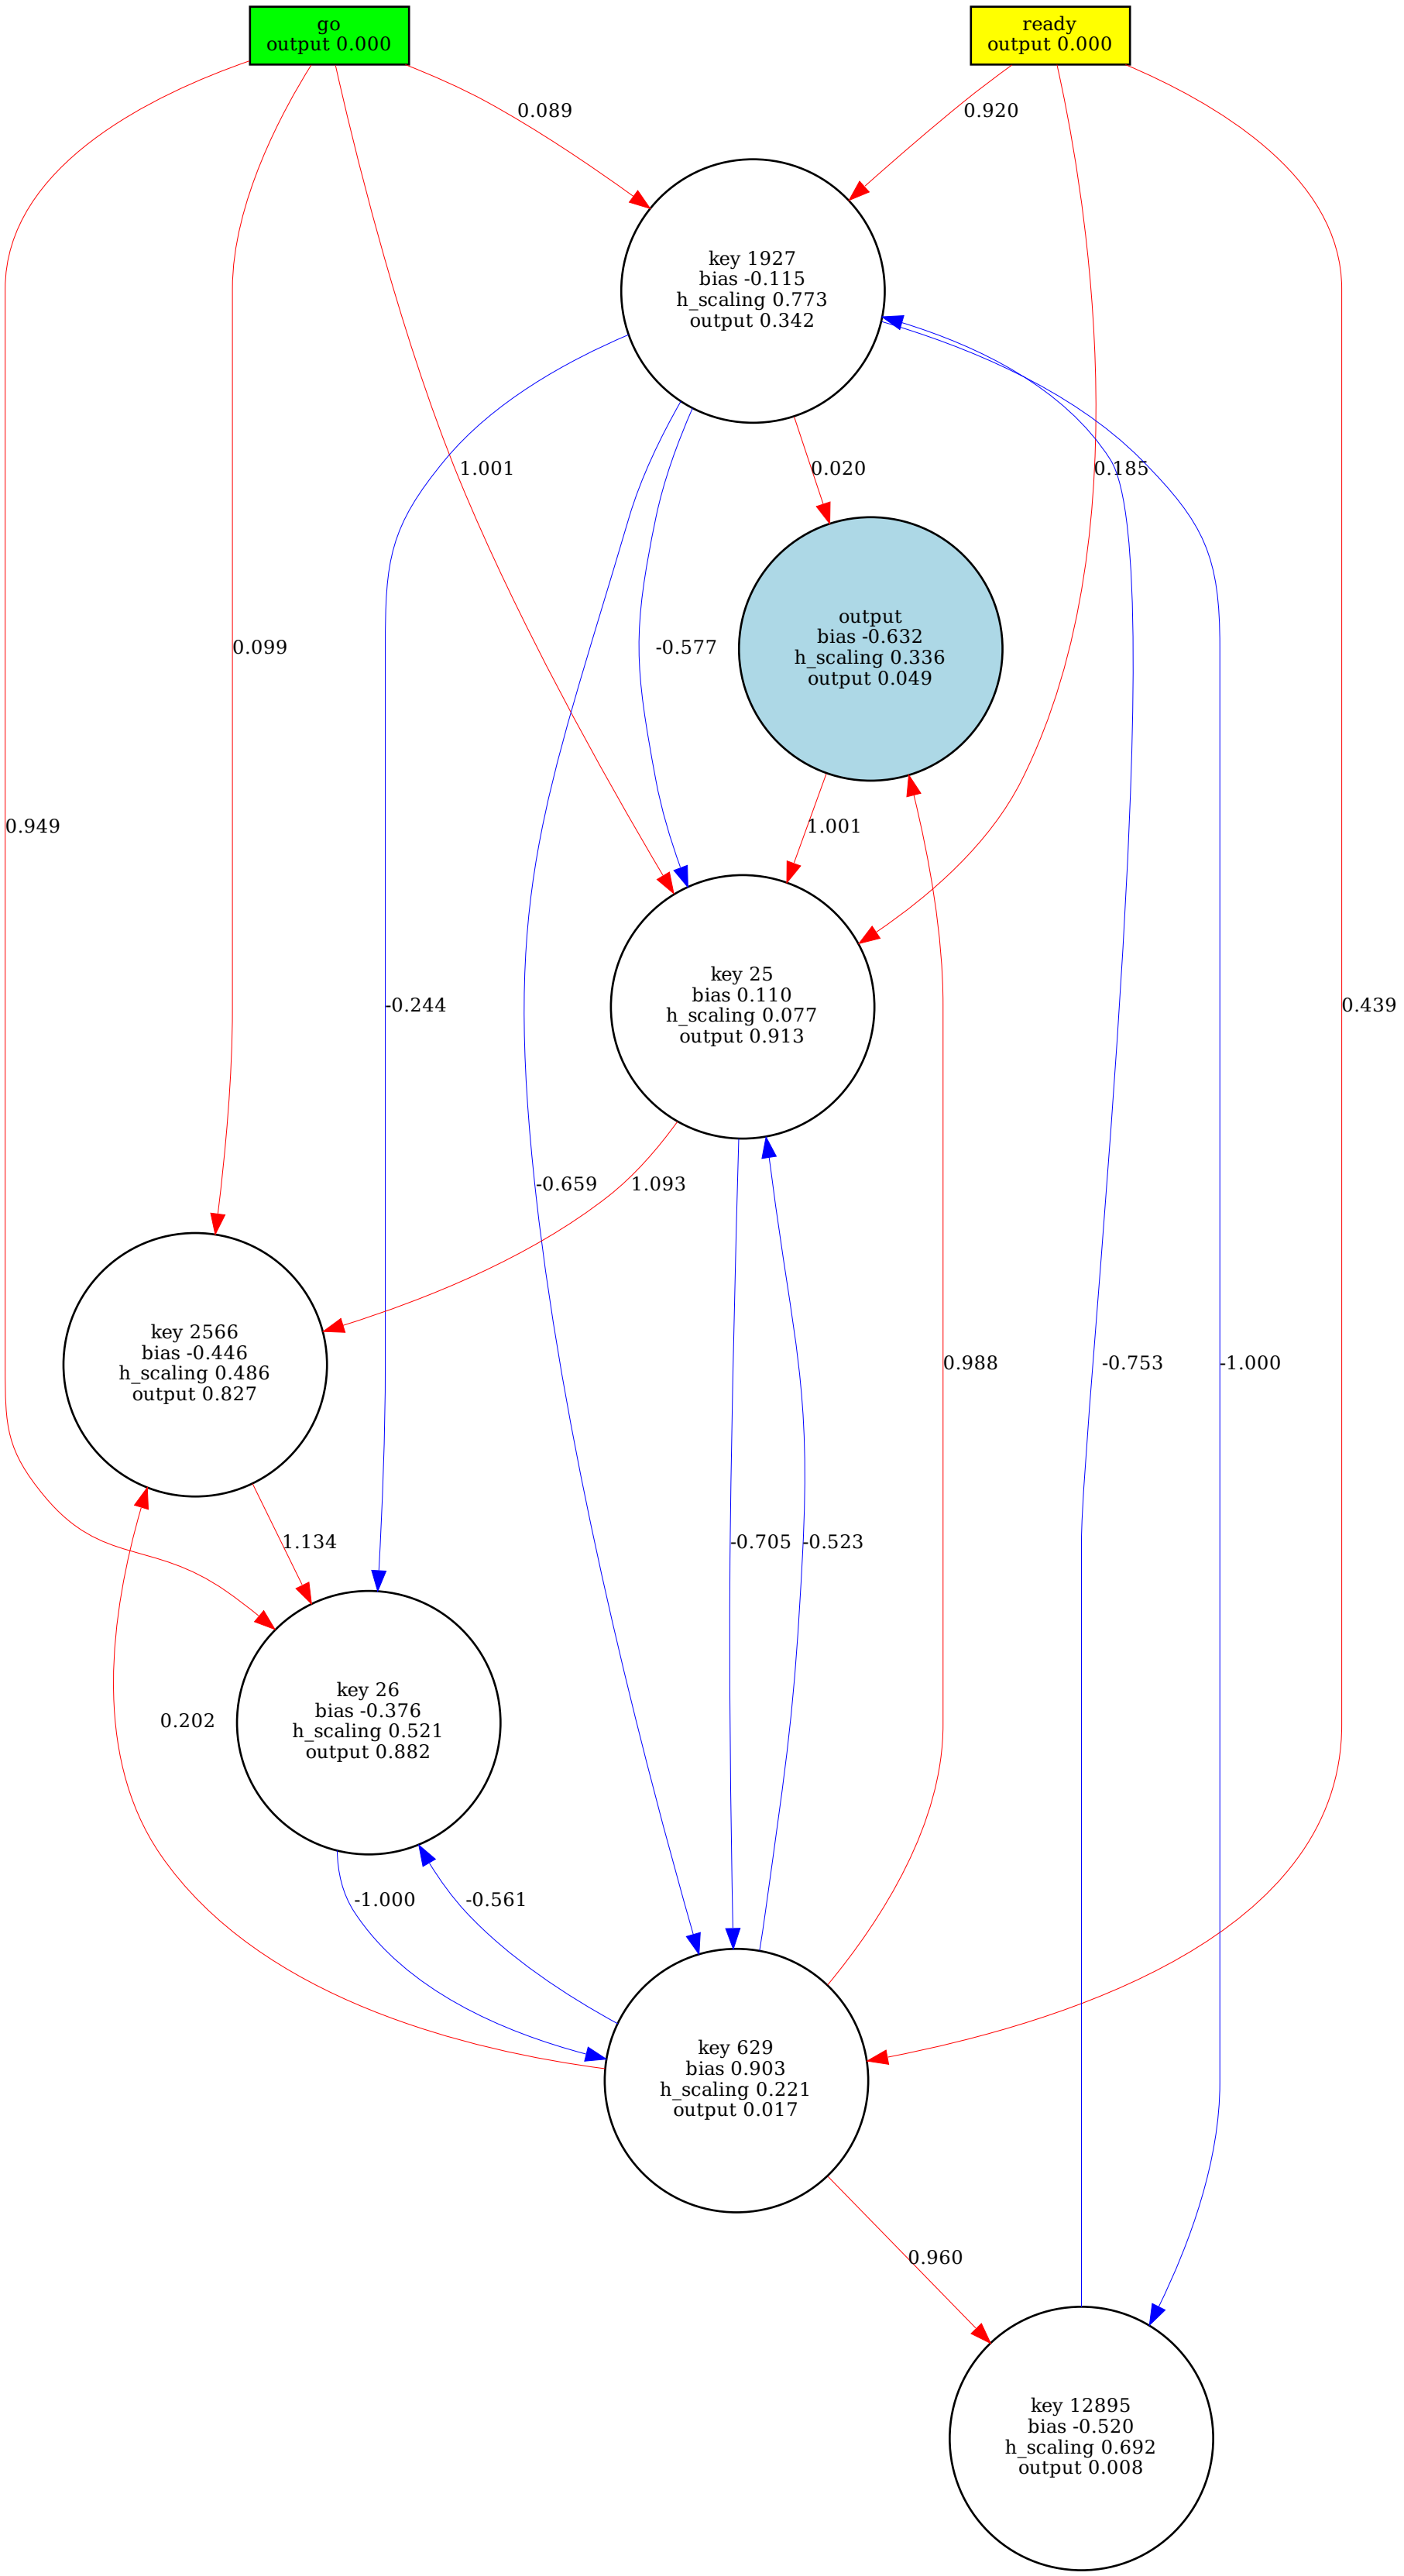 go
output 0.000
ready
output 0.000
0.089
0.920
key 1927
bias -0.115
h_scaling 0.773
output 0.342
1.001
0.020
0.185
0.099
-0.577
output
bias -0.632
h_scaling 0.336
output 0.049
0.949
1.001
-0.244
key 25
bias 0.110
h_scaling 0.077
output 0.913
0.439
-0.659
1.093
key 2566
bias -0.446
h_scaling 0.486
output 0.827
0.988
-0.753
-1.000
1.134
-0.705
-0.523
0.202
key 26
bias -0.376
h_scaling 0.521
output 0.882
-1.000
-0.561
key 629
bias 0.903
h_scaling 0.221
output 0.017
0.960
key 12895
bias -0.520
h_scaling 0.692
output 0.008